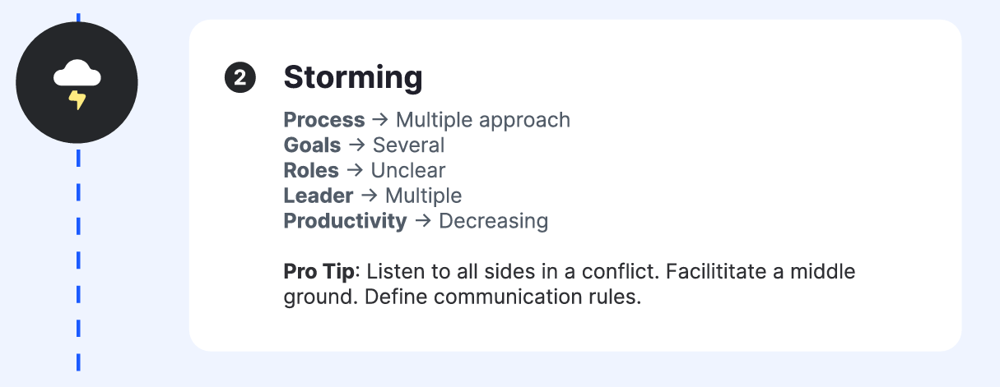 2 Storming
Process → Multiple approach
Goals → Several
Roles → Unclear
Leader → Multiple
Productivity → Decreasing
Pro Tip: Listen to all sides in a conflict. Facilititate a middle
ground. Define communication rules.